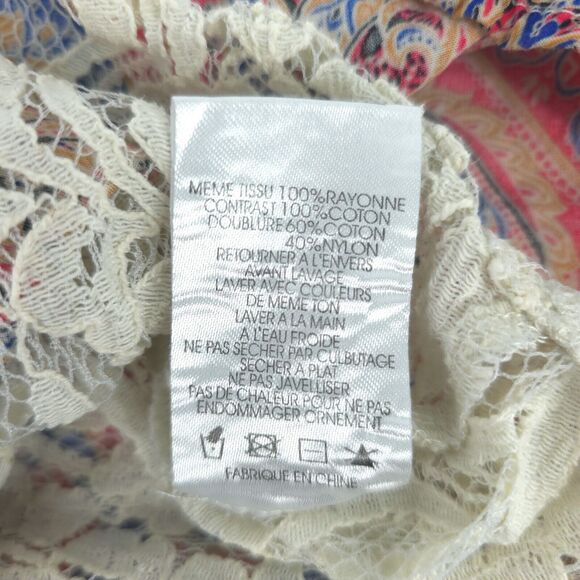 MEME TISSU 100%RAYONNE
CONTRAST 100%COTON
DOUBLURE 60%COTON
40%NYLON
RETOURNER A L'ENVERS
AVANT LAVAGE
LAVER AVEC COULEURS
DE MEME TON
LAVER A LA MAIN
A L'EAU FROIDE
NE PAS SECHER PAR CULBUTAGE
SECHER A PLAT
NE PAS JAVELLISER
PAS DE CHALEUR POUR NE PAS
ENDOMMAGER ORNEMENT
FABRIQUE EN CHINE